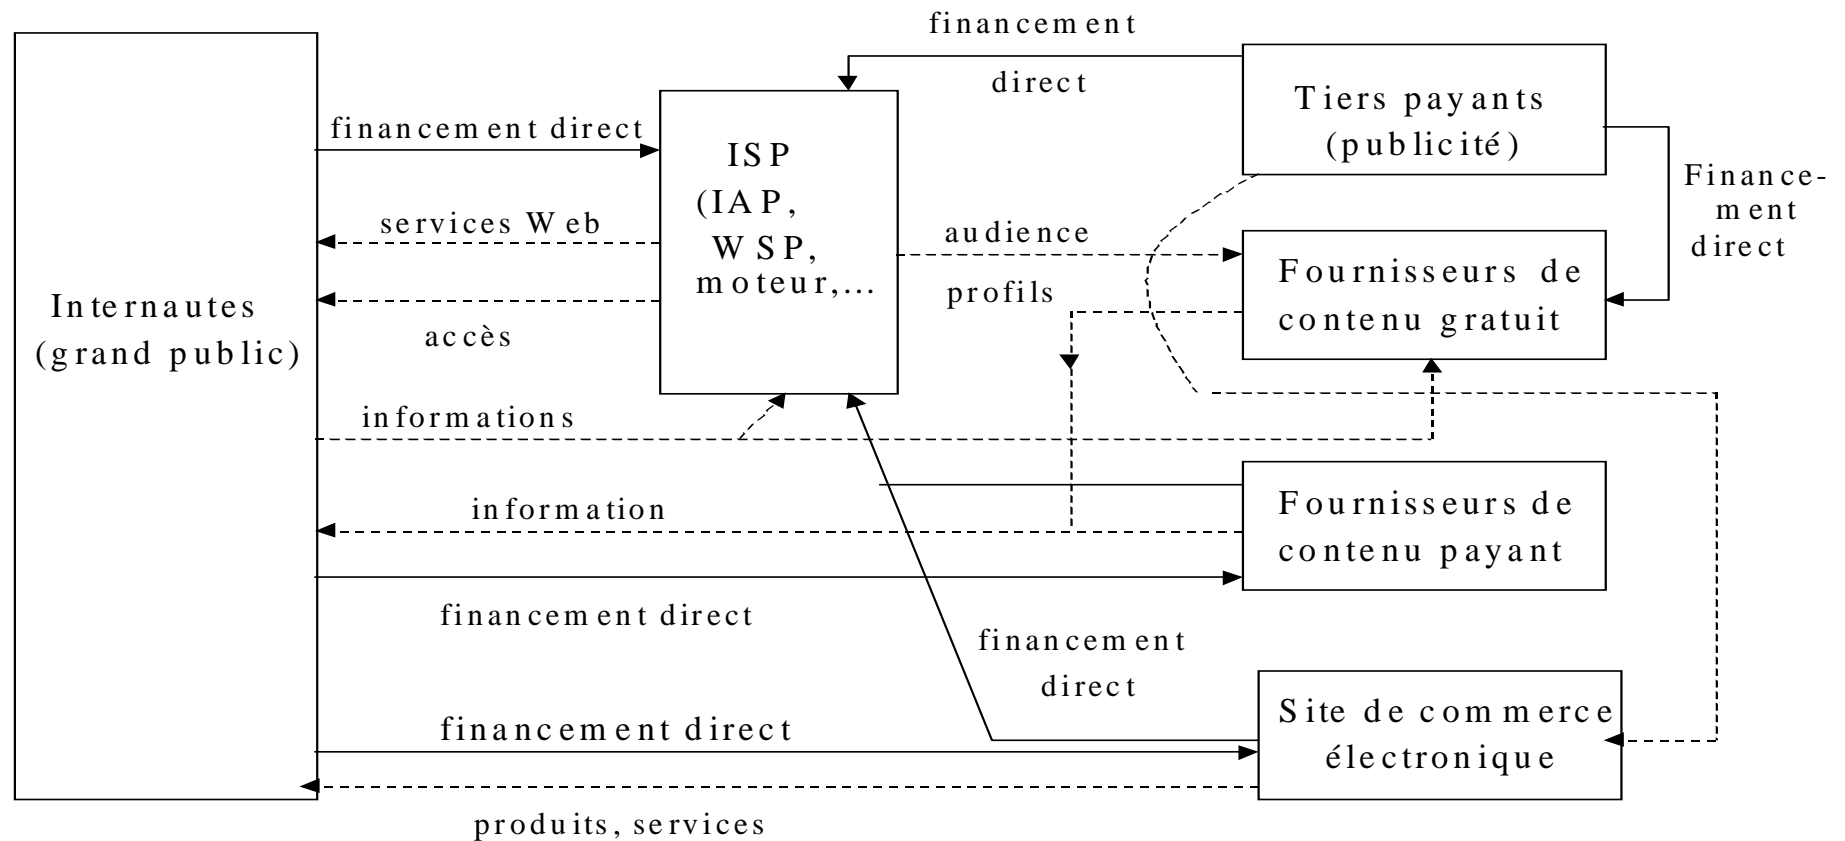 financement
direct
Tiers payants
(publicité)
financement direct
ISP
(IAP,
WSP,
moteur,...
Finance-
ment
direct
services Web
audience
profils
Fournisseurs de
contenu gratuit
Internautes
(grand public)
accès
informations
information
Fournisseurs de
contenu payant
financement direct
financement
direct
Site de commerce
électronique
financement direct
produits, services